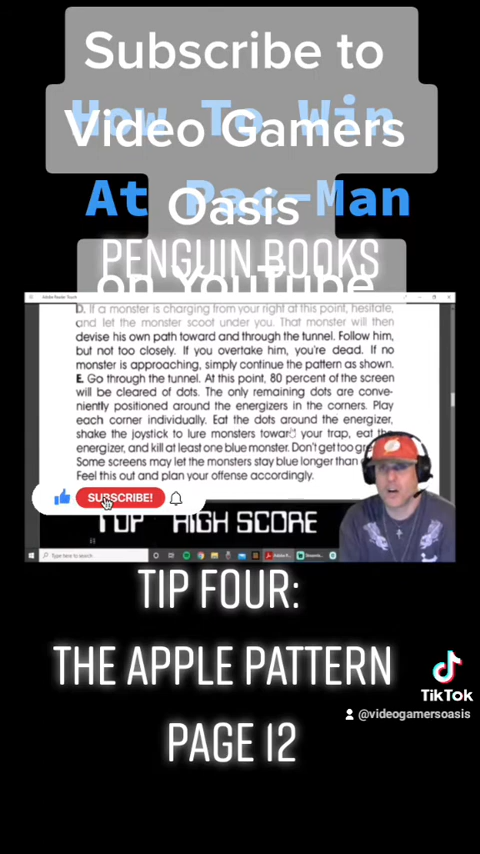 Subscribe to
How To Win
Video Gamers
At Pac-Man
Oasis
PENGUIN BOOKS
on YouTube
D. If a monster is charging from your right at this point, hesitate,
and let the monster scoot under you. That monster will then
devise his own path toward and through the tunnel. Follow him,
but not too closely. If you overtake him, you're dead. If no
monster is approaching, simply continue the pattern as shown.
E. Go through the tunnel. At this point, 80 percent of the screen
will be cleared of dots. The only remaining dots are conve-
niently positioned around the energizers in the corners. Play
each corner individually. Eat the dots around the energizer,
shake the joystick to lure monsters toward your trap, eat the
energizer, and kill at least one blue monster. Don't get too
Some screens may let the monsters stay blue longer than
Feel this out and plan your offense accordingly.
SUBSCRIBE!
TOP HIGH SCORE
Type here to search
TIP FOUR:
THE APPLE PATTERN
PAGE 12
TikTok
@videogamersoasis